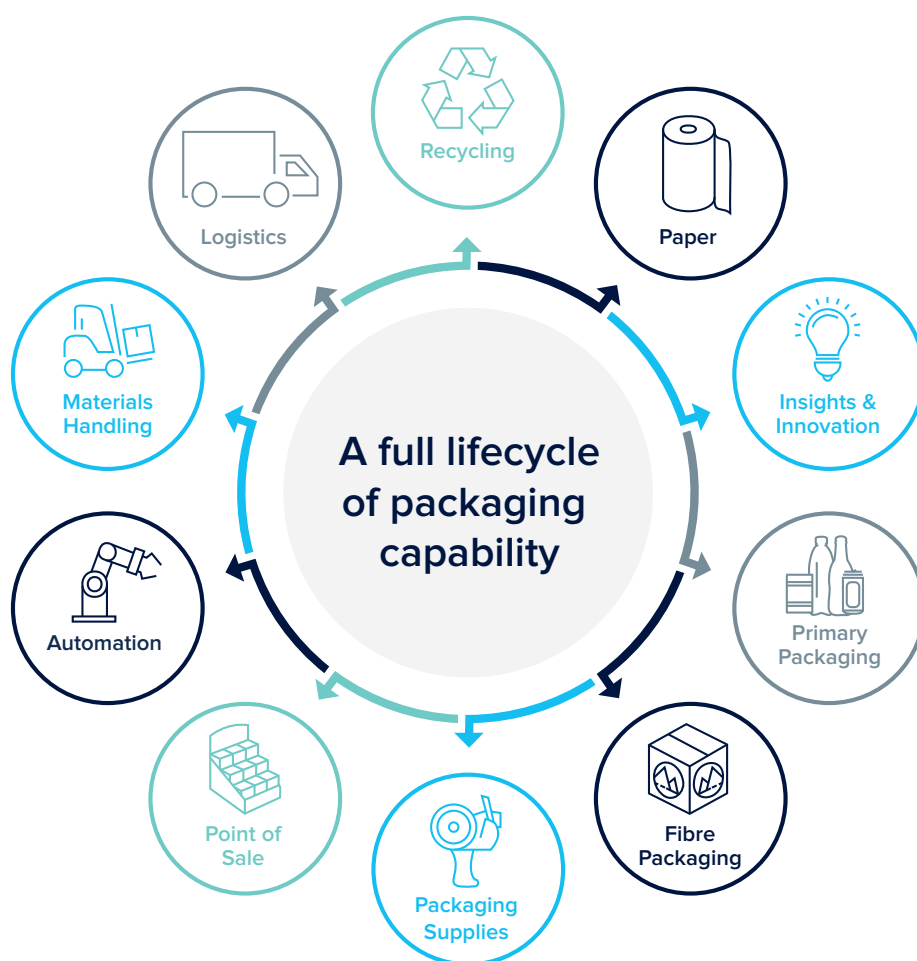 Recycling
Paper
Insights &
Innovation
Primary
Packaging
Fibre
Packaging
Packaging
Supplies
Point of
Sale
Automation
Materials
Handling
Logistics
A full lifecycle
of packaging
capability